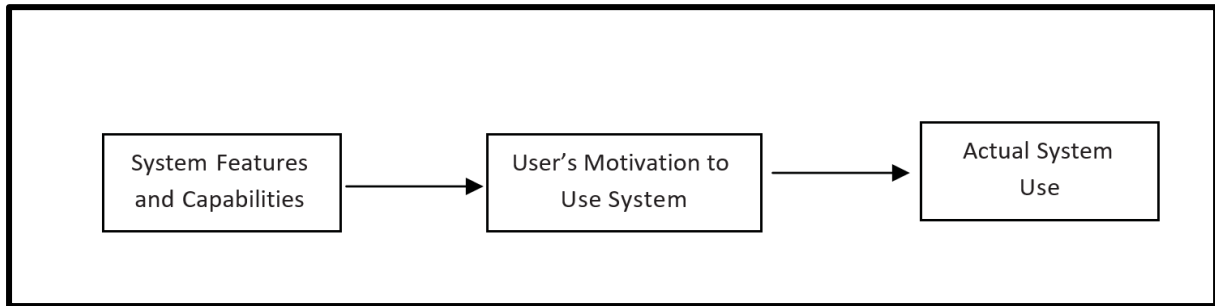 System Features
and Capabilities
User’s Motivation to
Use System
Actual System
Use